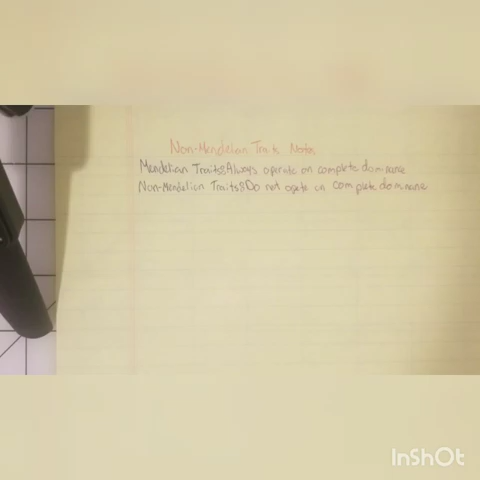 Non-Mendelian Traits Notes
Mendelian Traits: Always operate on complete dominance
Non-Mendelian Traits: Do not operate on complete dominance
InShOt